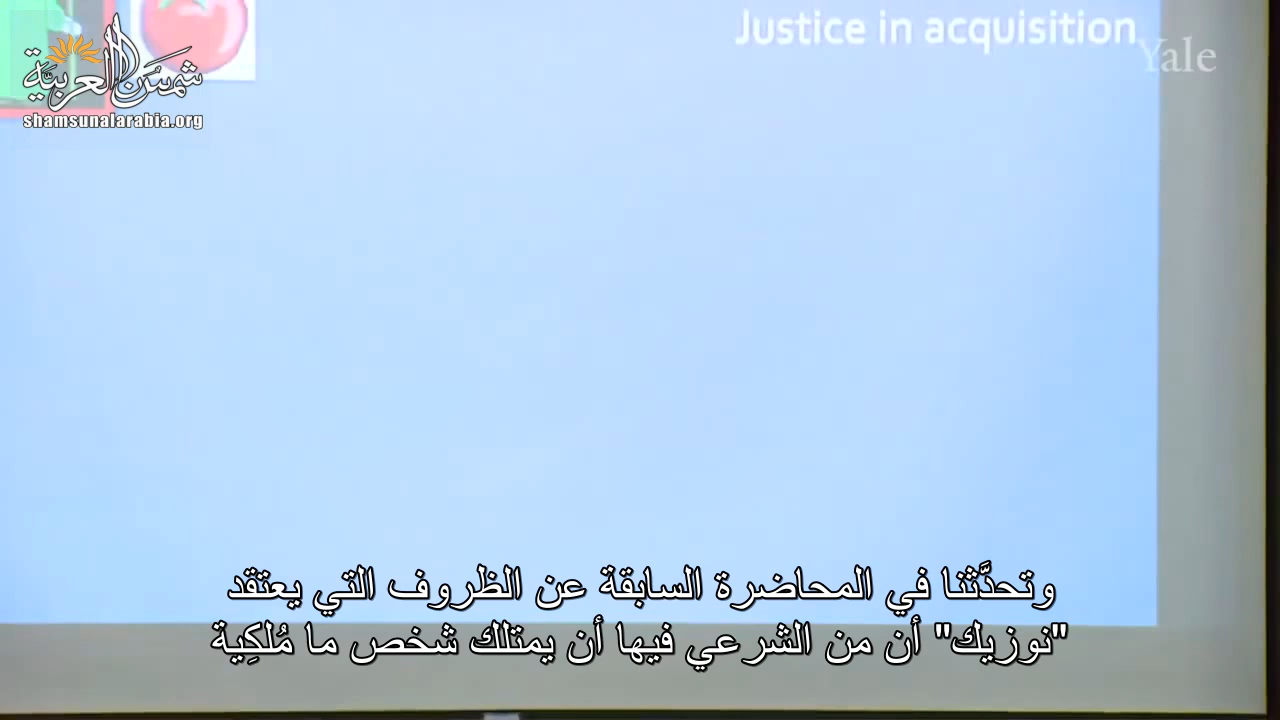 Justice in acquisition
Yale
شمس العربية
shamsunalarabia.org
وتحدَّثنا في المحاضرة السابقة عن الظروف التي يعتقد
"نوزيك" أن من الشرعي فيها أن يمتلك شخص ما مُلكِية